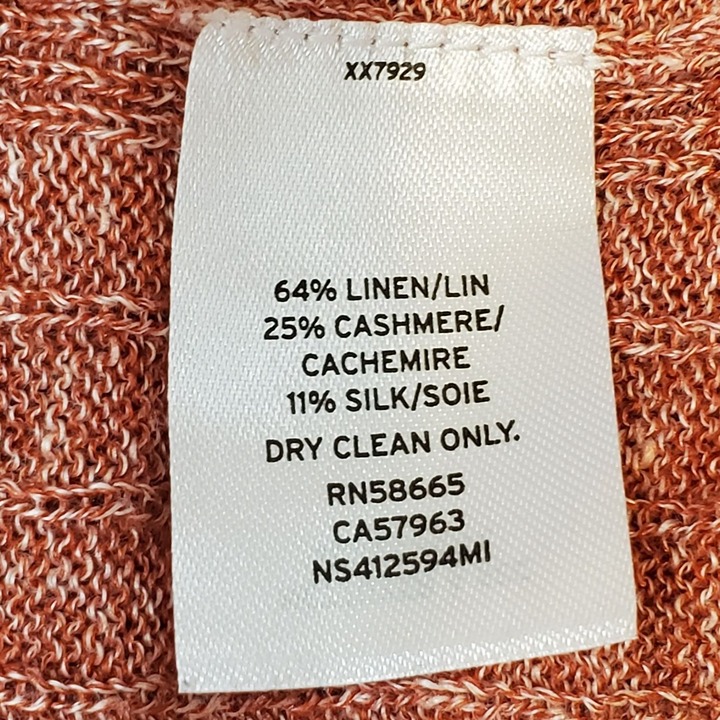 XX7929
64% LINEN/LIN
25% CASHMERE/
CACHEMIRE
11% SILK/SOIE
DRY CLEAN ONLY.
RN58665
CA57963
NS412594MI